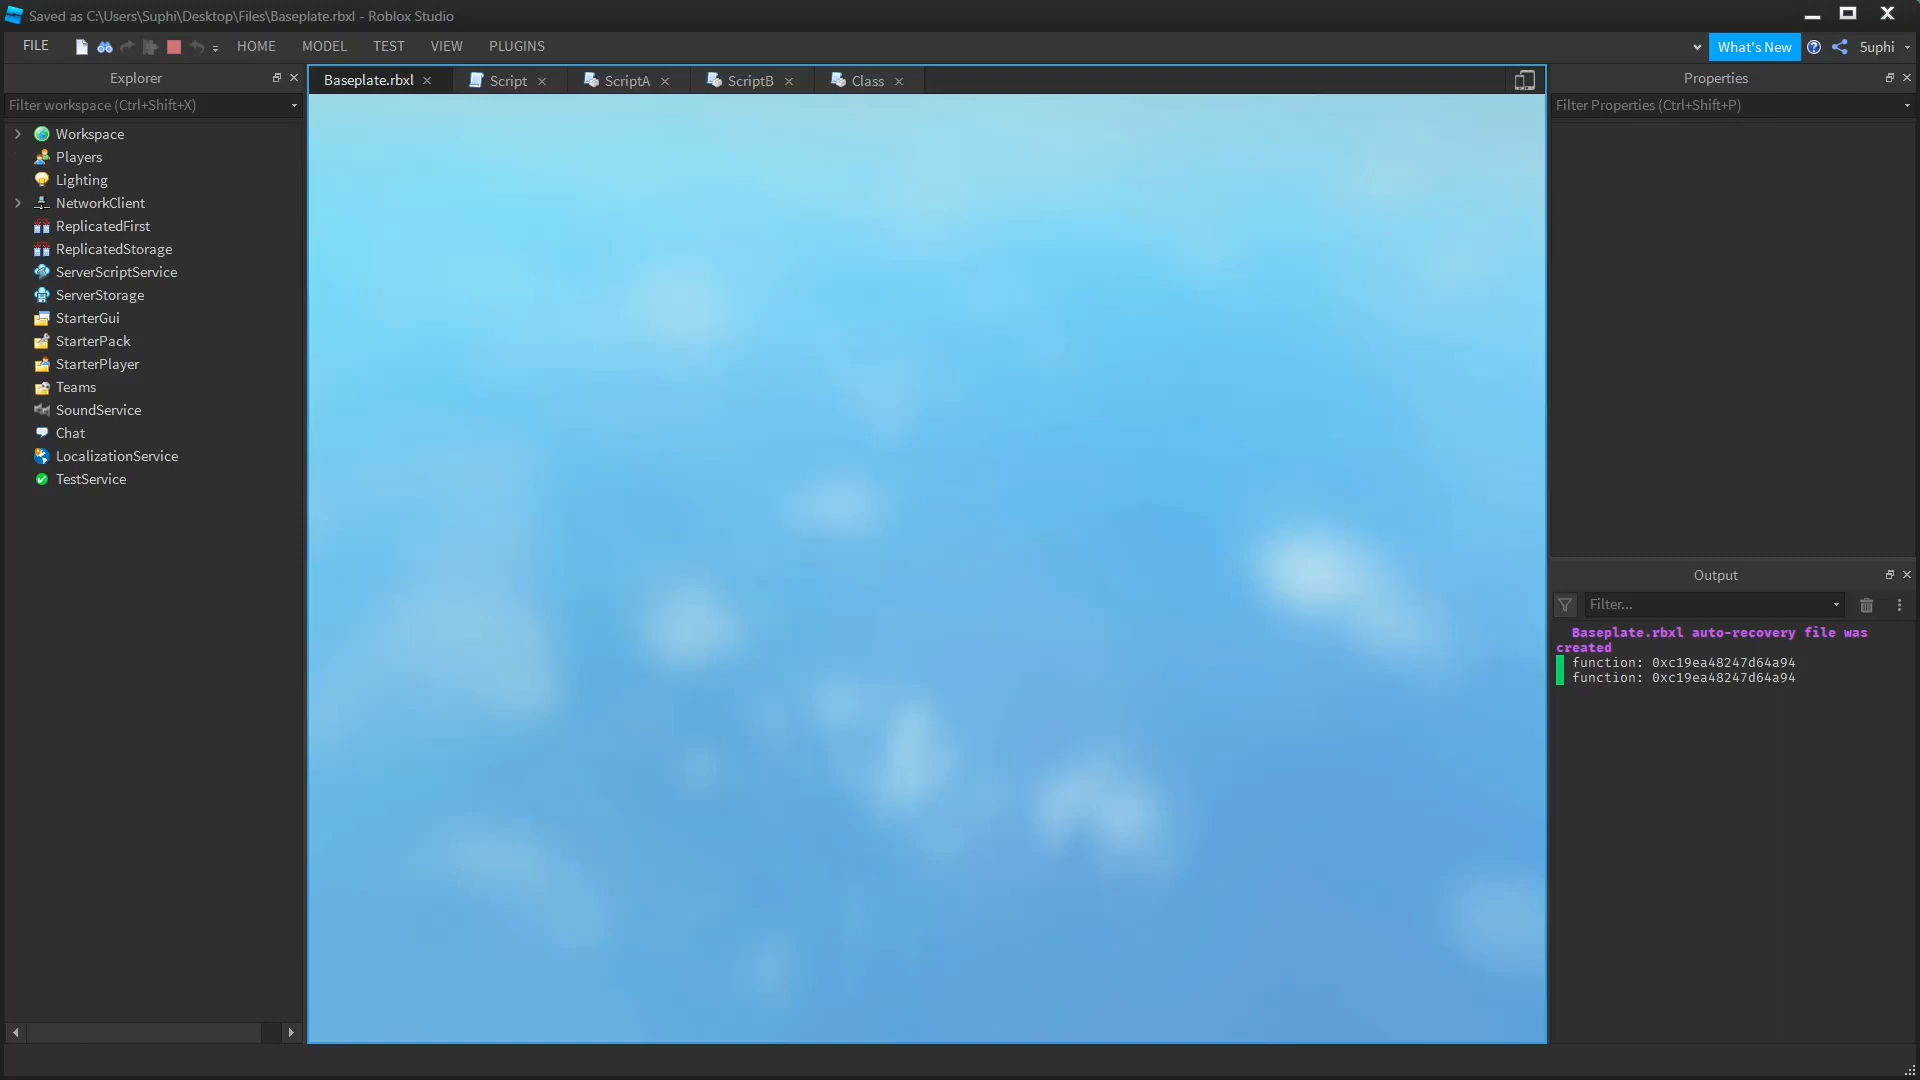 Saved as C:\Users\Suphi\Desktop\Files\Baseplate.rbxl - Roblox Studio
FILE
HOME
MODEL
TEST
VIEW
PLUGINS
What's New
5uphi
Explorer
Filter workspace (Ctrl+Shift+X)
Workspace
Players
Lighting
NetworkClient
ReplicatedFirst
ReplicatedStorage
ServerScriptService
ServerStorage
StarterGui
StarterPack
StarterPlayer
Teams
SoundService
Chat
LocalizationService
TestService
Baseplate.rbxl
Script
ScriptA
ScriptB
Class
Properties
Filter Properties (Ctrl+Shift+P)
Output
Filter...
Baseplate.rbxl auto-recovery file was
created
function: 0xc19ea48247d64a94
function: 0xc19ea48247d64a94